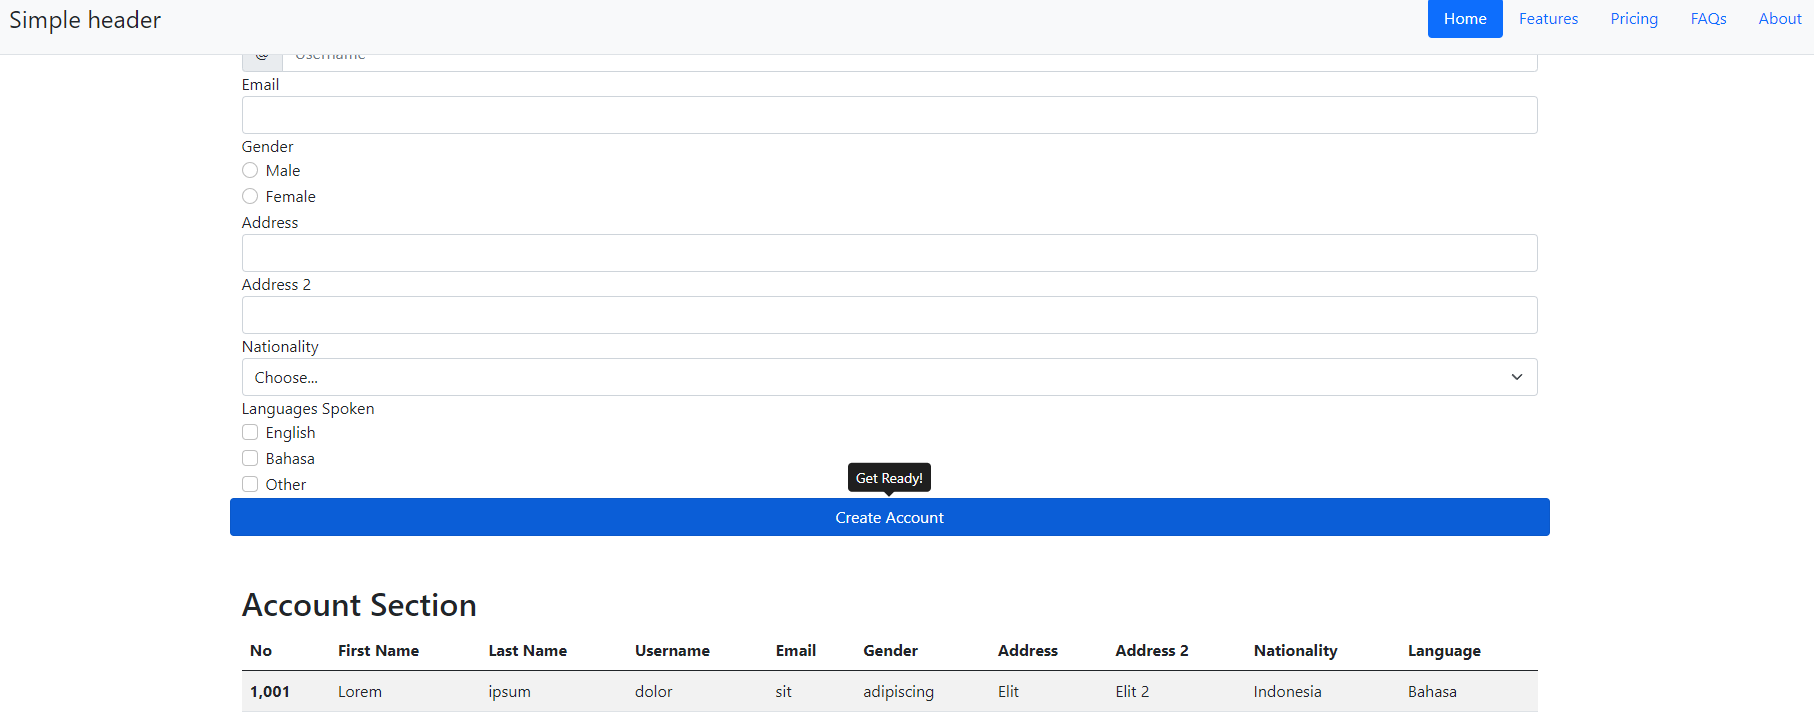 Simple header
Home Features Pricing FAQs About
@ Username
Email
Gender
Male
Female
Address
Address 2
Nationality
Choose...
Languages Spoken
English
Bahasa
Other
Get Ready!
Create Account
Account Section
No First Name Last Name Username Email Gender Address Address 2 Nationality Language
1,001 Lorem ipsum dolor sit adipiscing Elit Elit 2 Indonesia Bahasa